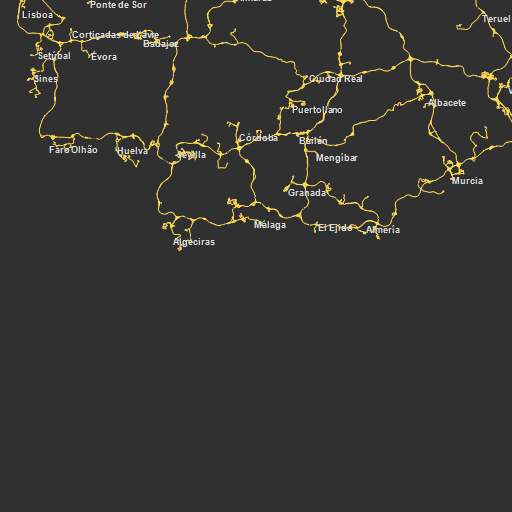 Ponte de Sor
Lisboa
Teruel
Cortiçadas de Lavre
Badajoz
Setúbal
Évora
Sines
Ciudad Real
Puertollano
Albacete
Córdoba
Bailén
Faro
Olhão
Huelva
Sevilla
Mengíbar
Murcia
Granada
Málaga
El Ejido
Almería
Algeciras